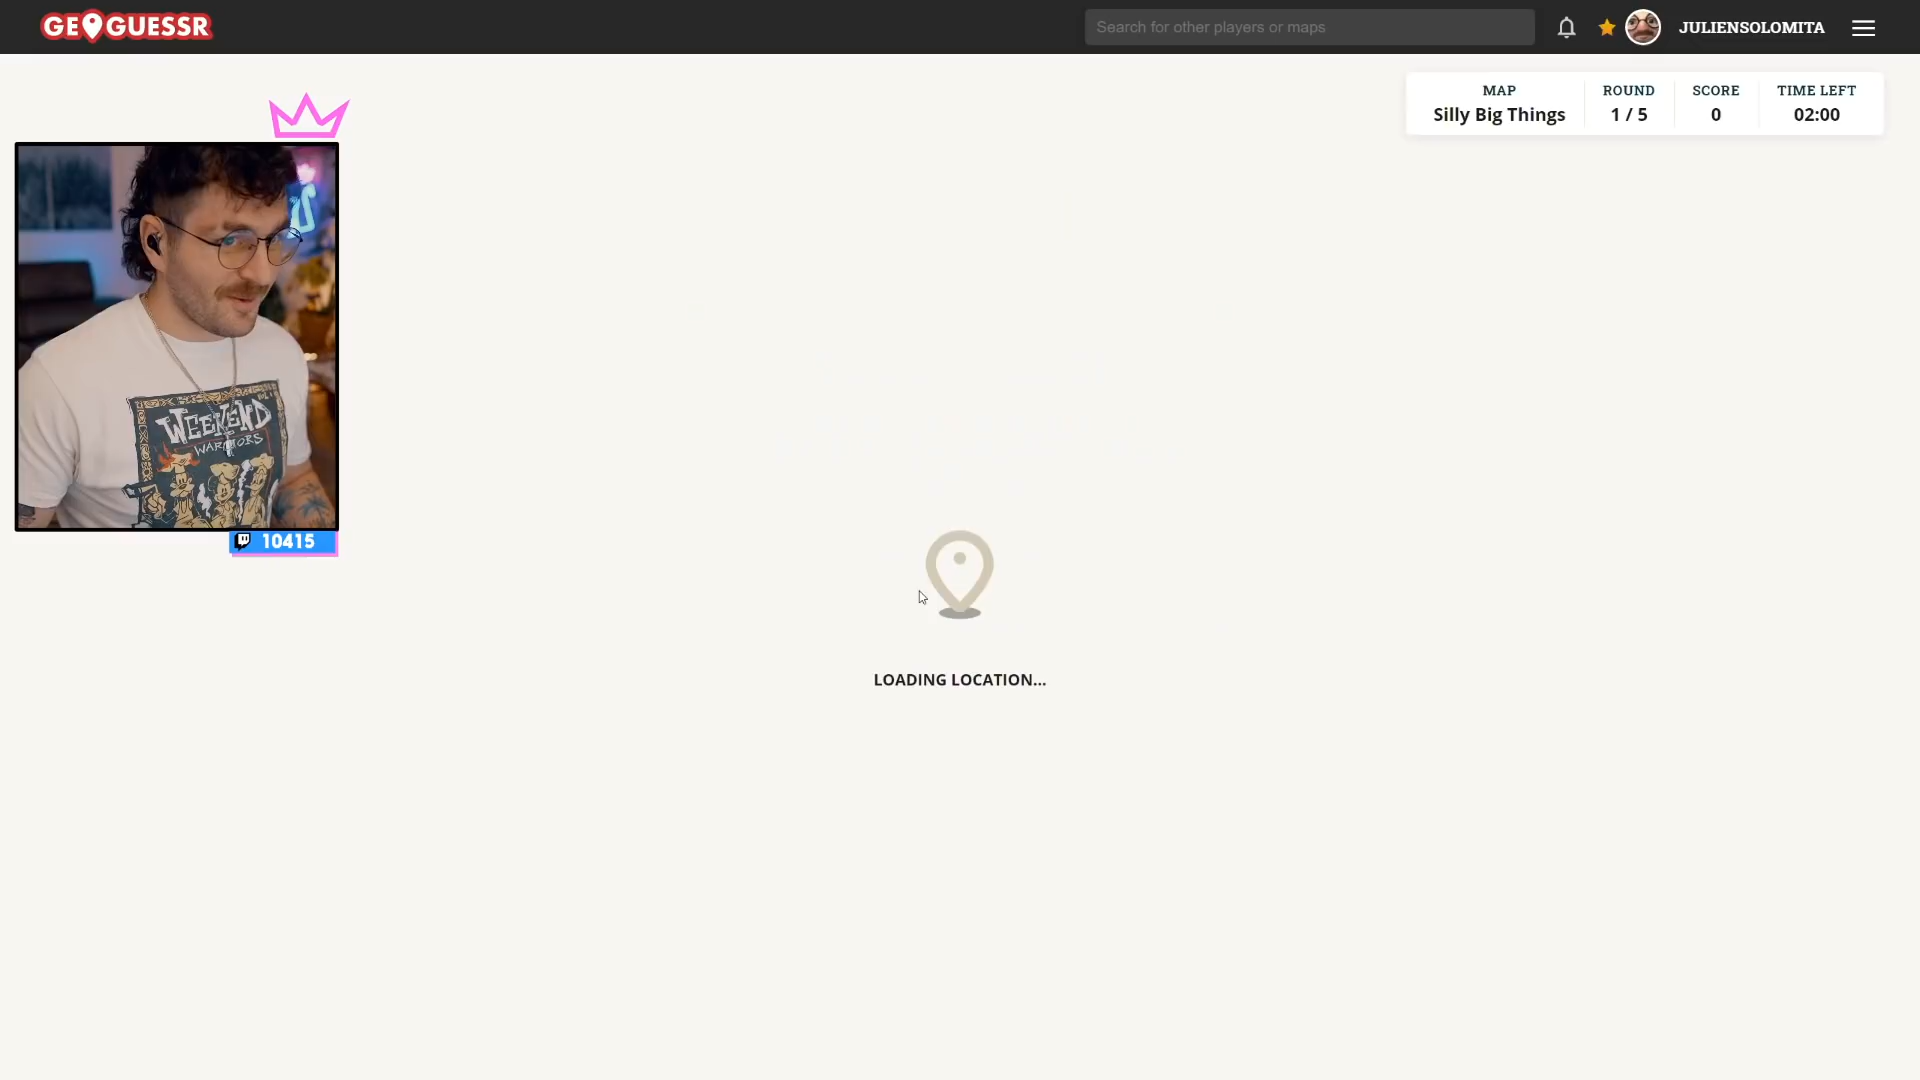 GEOGUESSR
Search for other players or maps
JULIENSOLOMITA
MAP
Silly Big Things
ROUND
1 / 5
SCORE
0
TIME LEFT
02:00
WEEKEND
WARRIORS
10415
LOADING LOCATION...